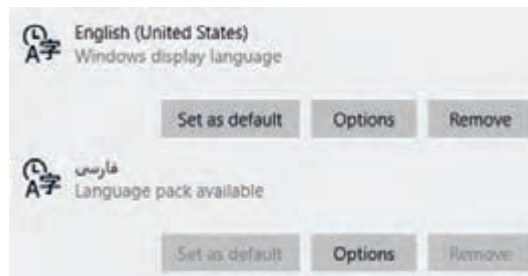 English (United States)
Windows display language
Set as default Options Remove
فارسی
Language pack available
Set as default Options Remove